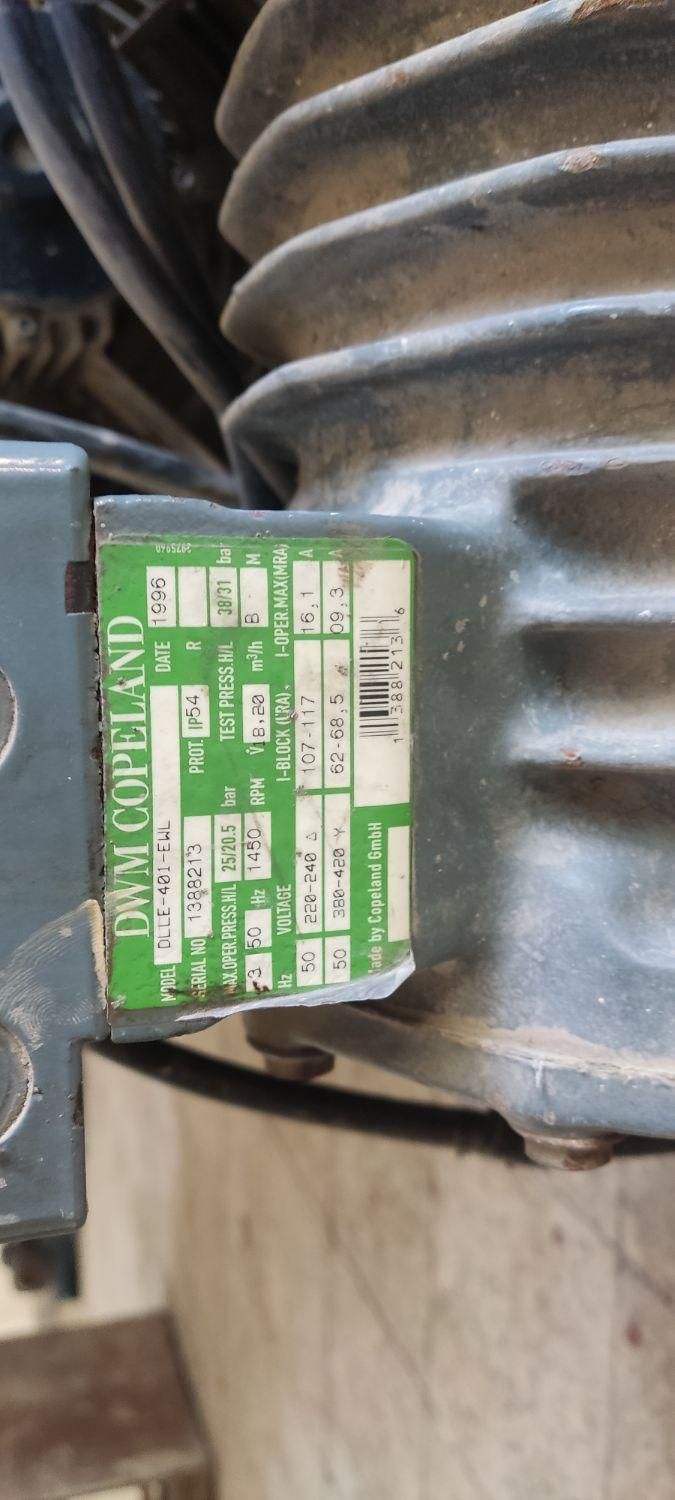 DWM COPELAND
MODEL DLLE-401-EWL DATE 1996
SERIAL NO 1388213 PROT. IP54 R
MAX.OPER.PRESS.H/L 25/20.5 bar TEST PRESS.H/L 38/31 bar
3 50 Hz 1450 RPM V 18,20 m³/h B M
Hz VOLTAGE I-BLOCK (LRA) I-OPER.MAX(MRA)
50 220-240 Δ 107-117 16,1 A
50 380-420 Y 62-68,5 09,3 A
1 388213 6
Made by Copeland GmbH